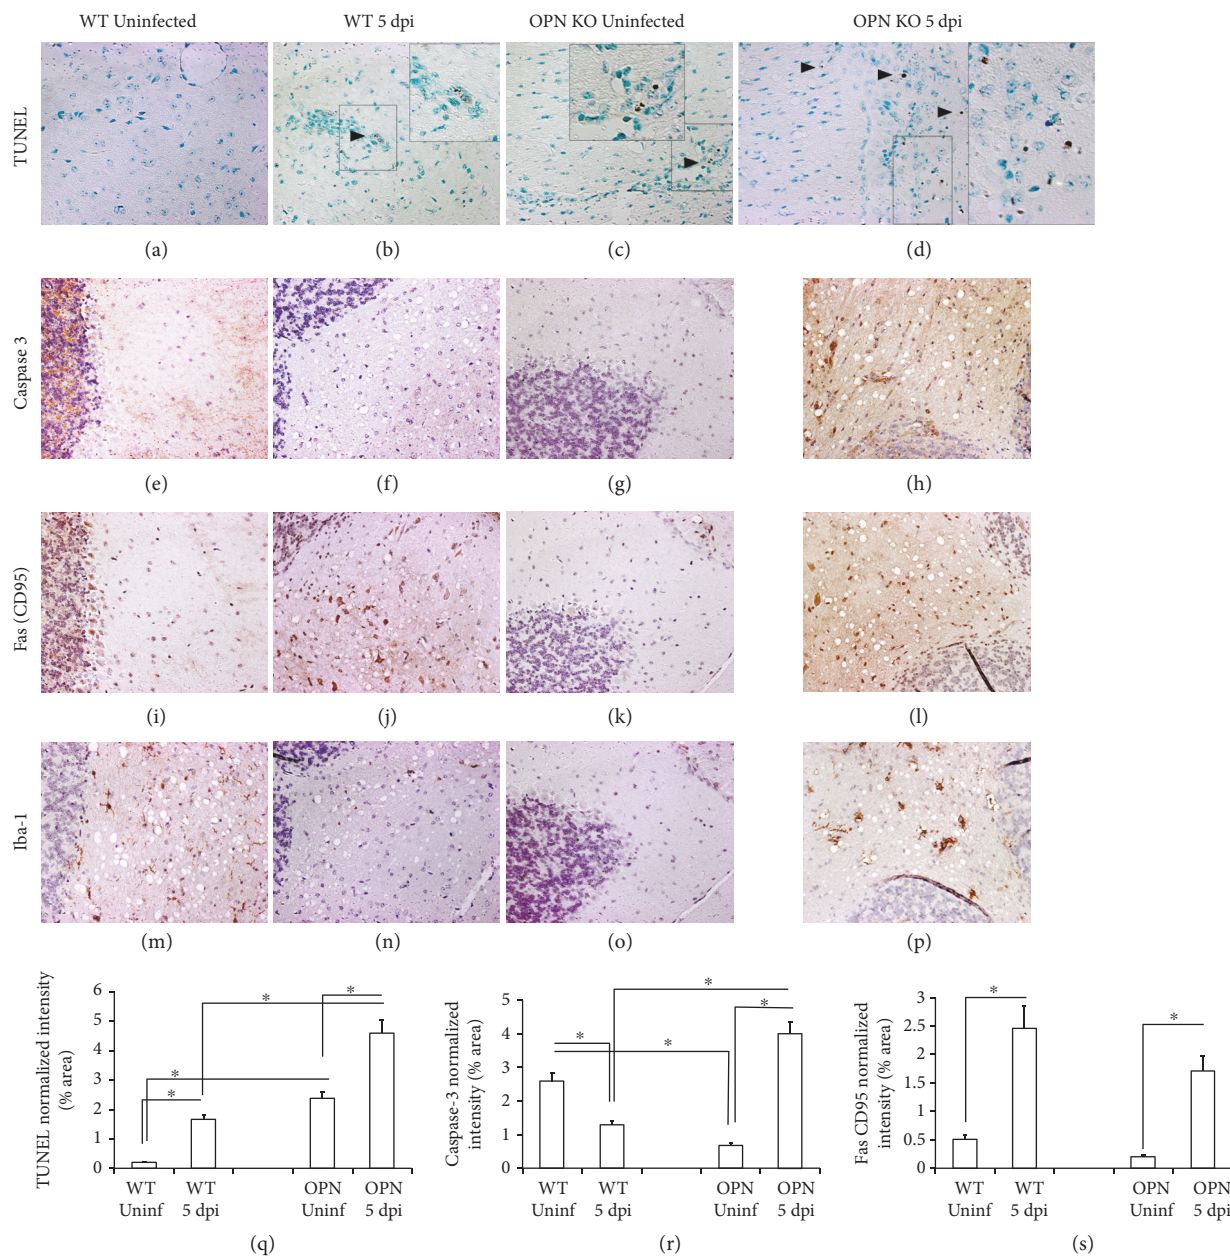 WT Uninfected
WT 5 dpi
OPN KO Uninfected
OPN KO 5 dpi
TUNEL
(a)
(b)
(c)
(d)
Caspase 3
(e)
(f)
(g)
(h)
Fas (CD95)
(i)
(j)
(k)
(l)
Iba-1
(m)
(n)
(o)
(p)
TUNEL normalized intensity
(% area)
6
5
4
3
2
1
0
*
*
*
*
WT
Uninf
WT
5 dpi
OPN
Uninf
OPN
5 dpi
(q)
Caspase-3 normalized
intensity (% area)
5
4
3
2
1
0
*
*
*
*
WT
Uninf
WT
5 dpi
OPN
Uninf
OPN
5 dpi
(r)
Fas CD95 normalized
intensity (% area)
3
2.5
2
1.5
1
0.5
0
*
*
WT
Uninf
WT
5 dpi
OPN
Uninf
OPN
5 dpi
(s)